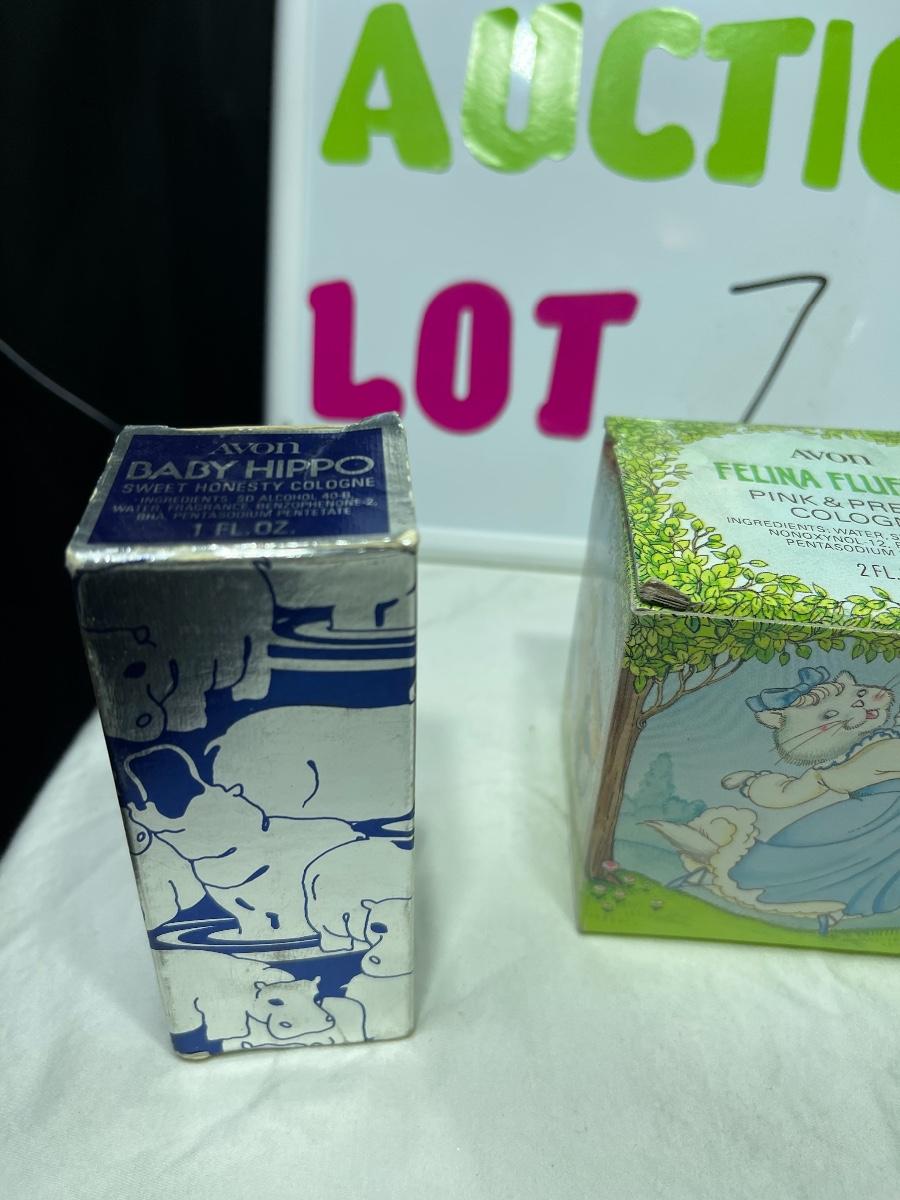 AUCTIO
LOT 7
AVON
BABY HIPPO
SWEET HONESTY COLOGNE
INGREDIENTS: SD ALCOHOL 40-B,
WATER, FRAGRANCE, BENZOPHENONE-2,
BHA, PENTASODIUM PENTETATE
1 FL. OZ.
AVON
FELINA FLUF
PINK & PRE
COLOGN
INGREDIENTS: WATER, S
NONOXYNOL-12,
PENTASODIUM
2 FL.